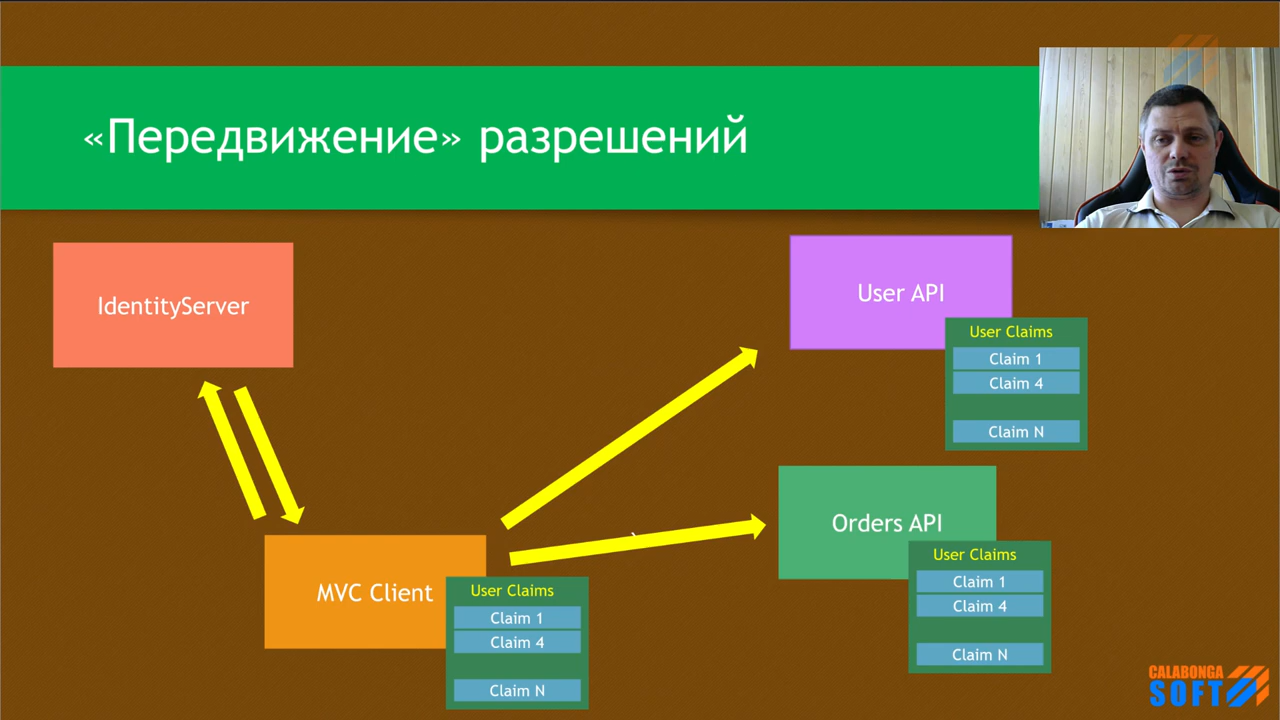 «Передвижение» разрешений
IdentityServer
User API
User Claims
Claim 1
Claim 4
Claim N
Orders API
User Claims
Claim 1
Claim 4
Claim N
MVC Client
User Claims
Claim 1
Claim 4
Claim N
CALABONGA
SOFT